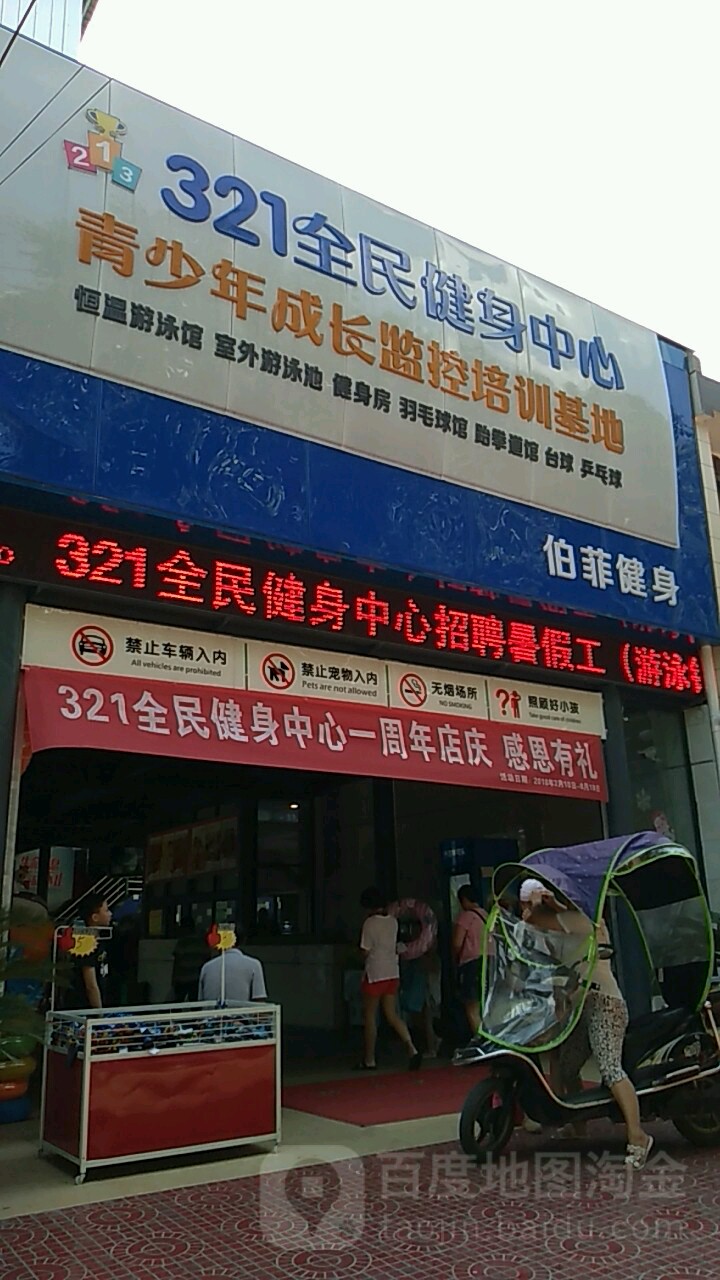 2 1 3
321全民健身中心
青少年成长监控培训基地
恒温游泳馆 室外游泳池 健身房 羽毛球馆 跆拳道馆 台球 乒乓球
伯菲健身
321全民健身中心招聘暑假工（游泳
禁止车辆入内
All vehicles are prohibited
禁止宠物入内
Pets are not allowed
无烟场所
NO SMOKING
照顾好小孩
Take good care of children
321全民健身中心一周年店庆 感恩有礼
百度地图淘金
taojin.baidu.com